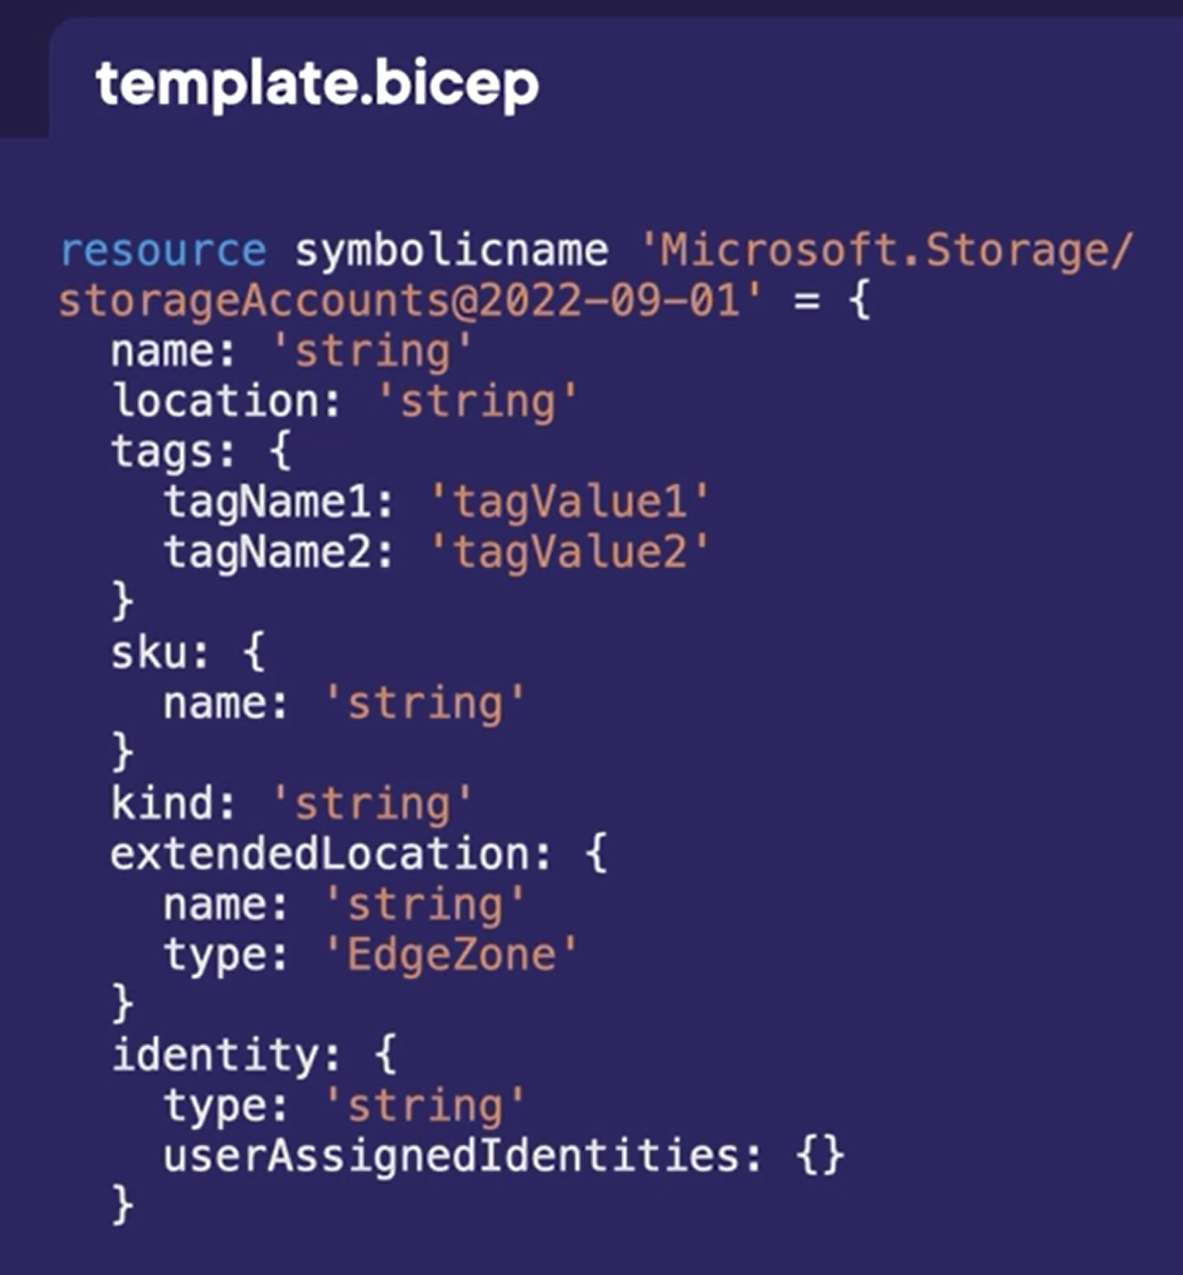 template.bicep
resource symbolicname 'Microsoft.Storage/
storageAccounts@2022-09-01' = {
  name: 'string'
  location: 'string'
  tags: {
    tagName1: 'tagValue1'
    tagName2: 'tagValue2'
  }
  sku: {
    name: 'string'
  }
  kind: 'string'
  extendedLocation: {
    name: 'string'
    type: 'EdgeZone'
  }
  identity: {
    type: 'string'
    userAssignedIdentities: {}
  }